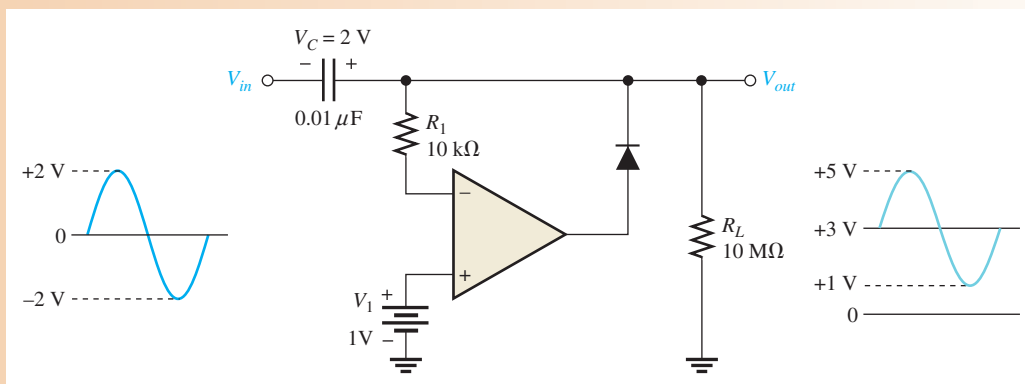 V_C = 2 V
− +
V_in
V_out
0.01 μF
R_1
10 kΩ
+2 V
0
−2 V
−
+
V_1 +
1V −
R_L
10 MΩ
+5 V
+3 V
+1 V
0